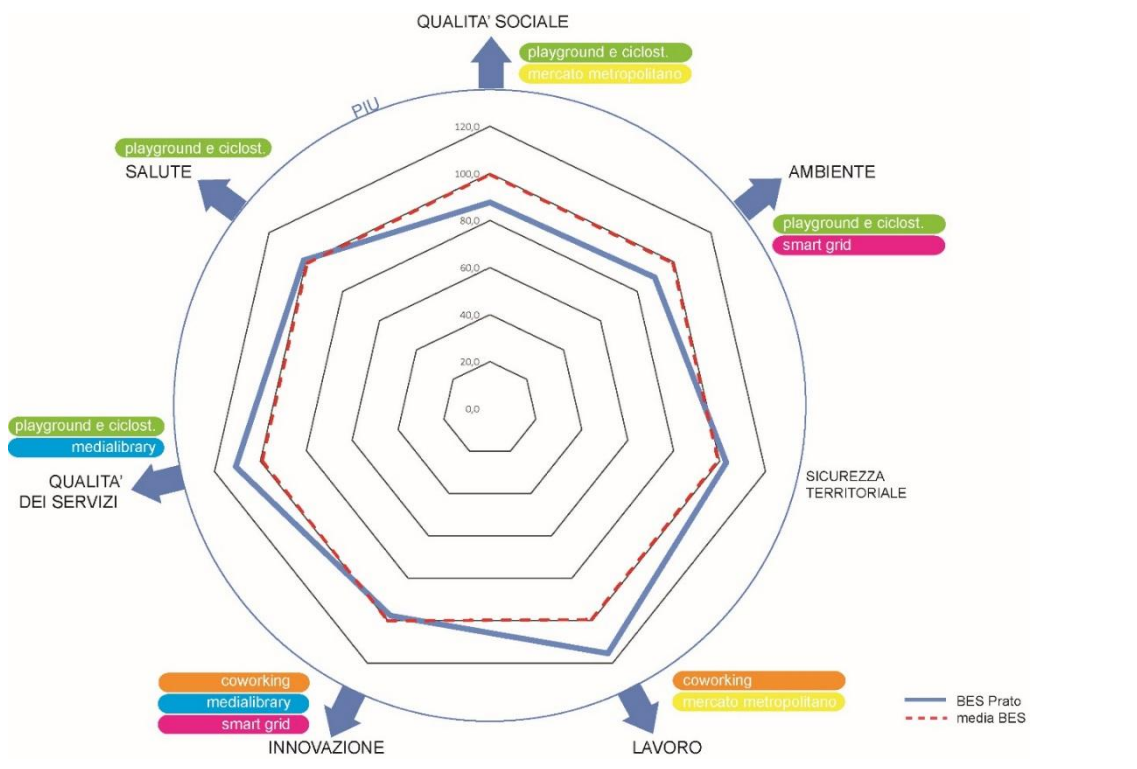 QUALITA' SOCIALE
playground e ciclost.
mercato metropolitano
PIU
120,0
100,0
80,0
60,0
40,0
20,0
0,0
playground e ciclost.
SALUTE
AMBIENTE
playground e ciclost.
smart grid
playground e ciclost.
medialibrary
QUALITA'
DEI SERVIZI
SICUREZZA
TERRITORIALE
coworking
medialibrary
smart grid
INNOVAZIONE
coworking
mercato metropolitano
LAVORO
BES Prato
media BES